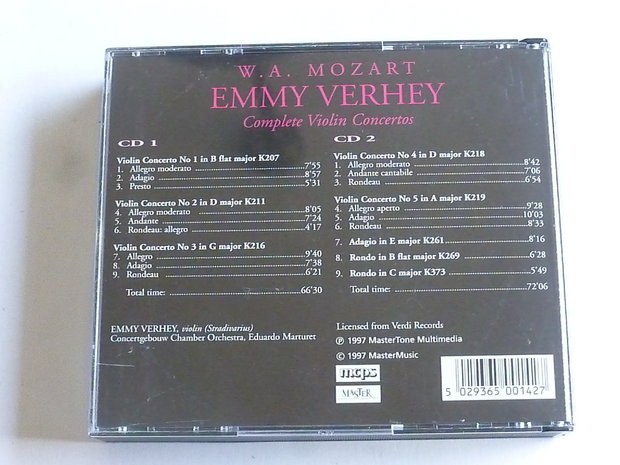 W.A. MOZART
EMMY VERHEY
Complete Violin Concertos
CD 1
Violin Concerto No 1 in B flat major K207
1. Allegro moderato ........ 7'55
2. Adagio ........ 8'57
3. Presto ........ 5'31
Violin Concerto No 2 in D major K211
4. Allegro moderato ........ 8'05
5. Andante ........ 7'24
6. Rondeau: allegro ........ 4'17
Violin Concerto No 3 in G major K216
7. Allegro ........ 9'40
8. Adagio ........ 7'38
9. Rondeau ........ 6'21
Total time: ........ 66'30
EMMY VERHEY, violin (Stradivarius)
Concertgebouw Chamber Orchestra, Eduardo Marturet
CD 2
Violin Concerto No 4 in D major K218
1. Allegro moderato ........ 8'42
2. Andante cantabile ........ 7'06
3. Rondeau ........ 6'54
Violin Concerto No 5 in A major K219
4. Allegro aperto ........ 9'28
5. Adagio ........ 10'03
6. Rondeau ........ 8'33
7. Adagio in E major K261 ........ 8'16
8. Rondo in B flat major K269 ........ 6'28
9. Rondo in C major K373 ........ 5'49
Total time: ........ 72'06
Licensed from Verdi Records
℗ 1997 MasterTone Multimedia
© 1997 MasterMusic
mcps
MASTER
5 029365 001427